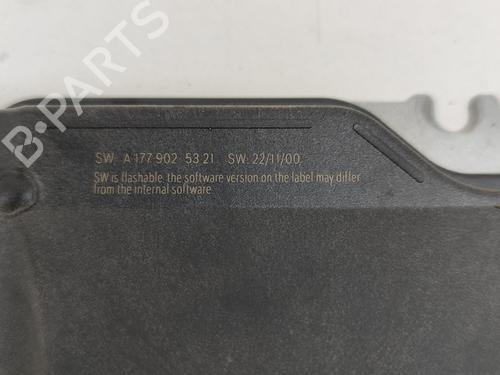 B-PARTS
SW: A 177 902 53 21 SW: 22/11/00
SW is flashable, the software version on the label may differ
from the internal software